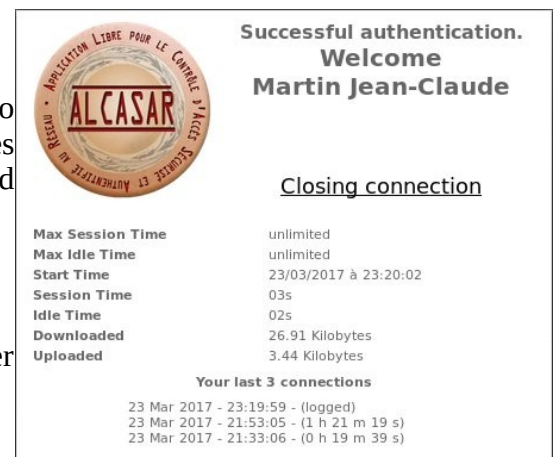 Successful authentication.
Welcome
Martin Jean-Claude
APPLICATION LIBRE POUR LE CONTRÔLE D'ACCÈS SÉCURISÉ ET AUTHENTIFIÉ AU RÉSEAU •
ALCASAR
o
es
d
Closing connection
Max Session Time unlimited
Max Idle Time unlimited
Start Time 23/03/2017 à 23:20:02
Session Time 03s
Idle Time 02s
Downloaded 26.91 Kilobytes
er
Uploaded 3.44 Kilobytes
Your last 3 connections
23 Mar 2017 - 23:19:59 - (logged)
23 Mar 2017 - 21:53:05 - (1 h 21 m 19 s)
23 Mar 2017 - 21:33:06 - (0 h 19 m 39 s)